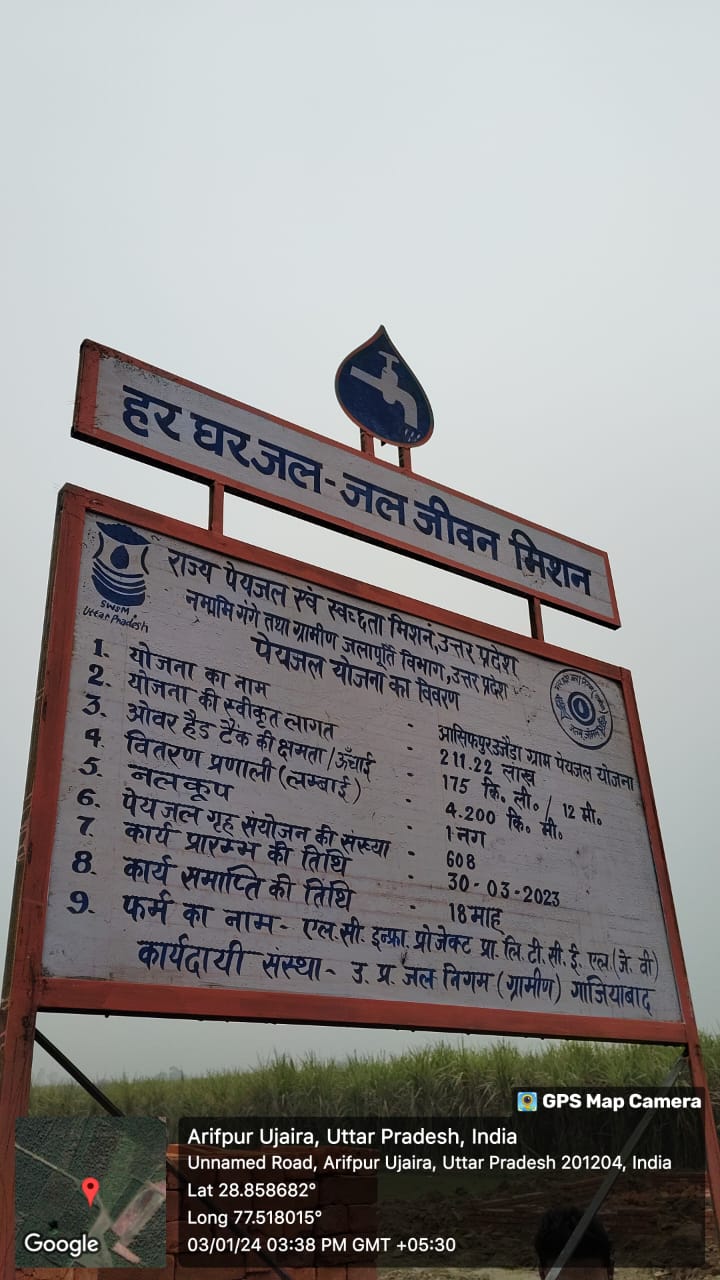 हर घर जल - जल जीवन मिशन
SWSM
Uttar Pradesh
राज्य पेयजल एवं स्वच्छता मिशन, उत्तर प्रदेश
नमामि गंगे तथा ग्रामीण जलापूर्ति विभाग, उत्तर प्रदेश
पेयजल योजना का विवरण
1. योजना का नाम - आसिफपुर उजैडा ग्राम पेयजल योजना
2. योजना की स्वीकृत लागत - 211.22 लाख
3. ओवर हैड टैंक की क्षमता/ऊँचाई - 175 कि. ली. / 12 मी.
4. वितरण प्रणाली (लम्बाई) - 4.200 कि. मी.
5. नलकूप - 1 नग
6. पेयजल गृह संयोजन की संख्या - 608
7. कार्य प्रारम्भ की तिथि - 30-03-2023
8. कार्य समाप्ति की तिथि - 18 माह
9. फर्म का नाम - एल.सी. इन्फ्रा. प्रोजेक्ट प्रा. लि. टी. सी. ई. एल. (जे. वी)
कार्यदायी संस्था - उ. प्र. जल निगम (ग्रामीण) गाजियाबाद
GPS Map Camera
Arifpur Ujaira, Uttar Pradesh, India
Unnamed Road, Arifpur Ujaira, Uttar Pradesh 201204, India
Lat 28.858682°
Long 77.518015°
03/01/24 03:38 PM GMT +05:30
Google